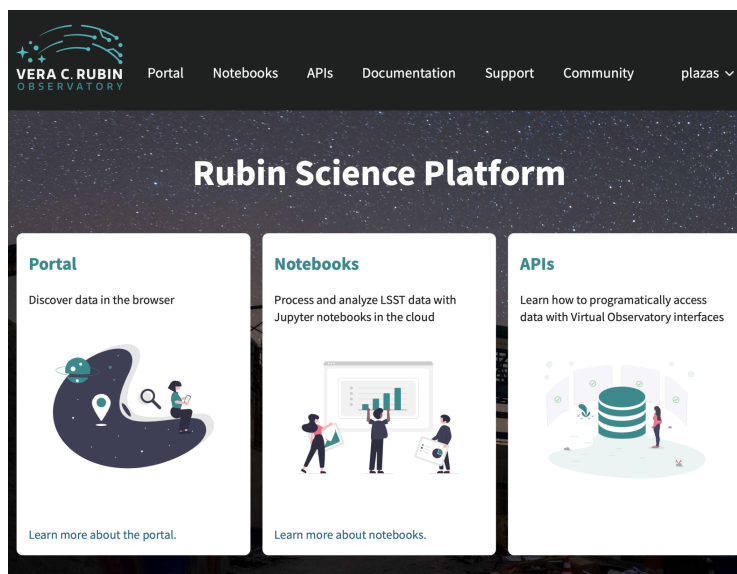 VERA C. RUBIN
OBSERVATORY
Portal Notebooks APIs Documentation Support Community plazas
Rubin Science Platform
Portal
Discover data in the browser
Learn more about the portal.
Notebooks
Process and analyze LSST data with
Jupyter notebooks in the cloud
Learn more about notebooks.
APIs
Learn how to programatically access
data with Virtual Observatory interfaces